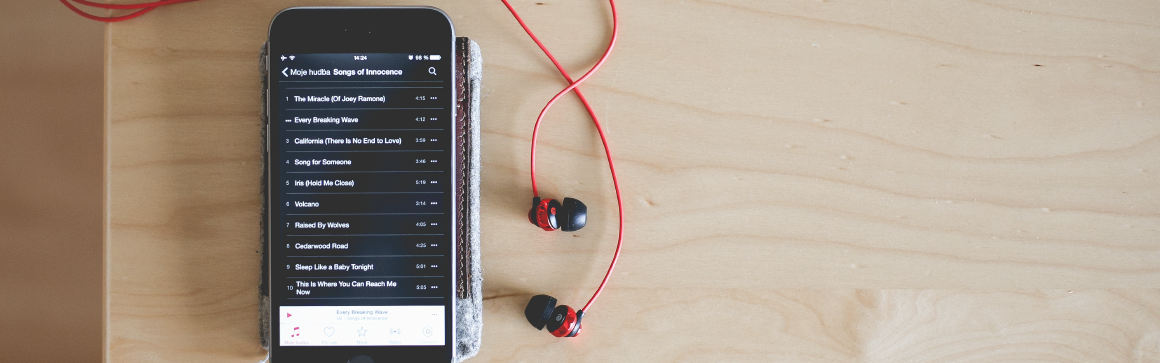 14:24 98 %
Moje hudba Songs of Innocence
1 The Miracle (Of Joey Ramone) 4:15
Every Breaking Wave 4:12
3 California (There Is No End to Love) 3:59
4 Song for Someone 3:46
5 Iris (Hold Me Close) 5:19
6 Volcano 3:14
7 Raised By Wolves 4:05
8 Cedarwood Road 4:25
9 Sleep Like a Baby Tonight 5:01
10 This Is Where You Can Reach Me 5:05
Now
Every Breaking Wave
U2 - Songs Of Innocence